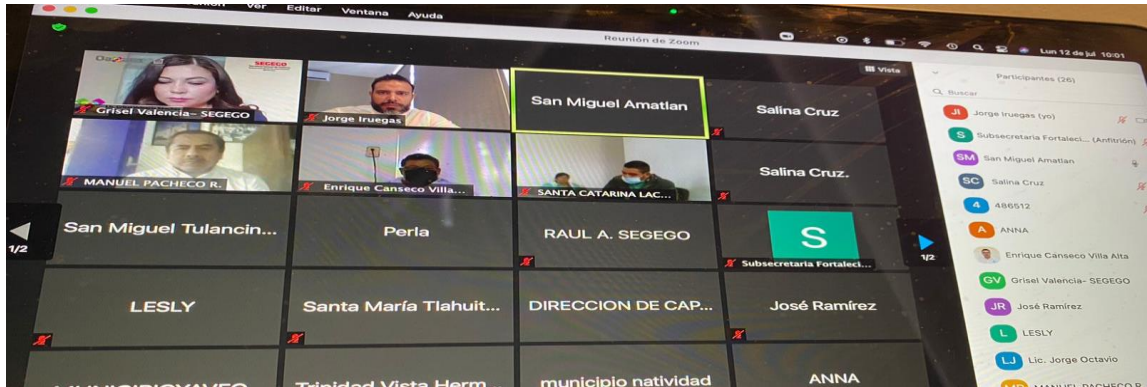 Ver Editar Ventana Ayuda
Reunión de Zoom
Lun 12 de jul 10:01
Vista
SEGEGO
Grisel Valencia– SEGEGO
Jorge Iruegas
San Miguel Amatlan
Salina Cruz
MANUEL PACHECO R.
Enrique Canseco Villa...
SANTA CATARINA LAC...
Salina Cruz.
1/2
San Miguel Tulancin...
Perla
RAUL A. SEGEGO
S
Subsecretaria Fortaleci...
1/2
LESLY
Santa María Tlahuit...
DIRECCION DE CAP...
José Ramírez
Trinidad Vista Herm...
municipio natividad
ANNA
Participantes (26)
Buscar
JI Jorge Iruegas (yo)
S Subsecretaria Fortaleci... (Anfitrión)
SM San Miguel Amatlan
SC Salina Cruz
4 486512
A ANNA
Enrique Canseco Villa Alta
GV Grisel Valencia– SEGEGO
JR José Ramírez
L LESLY
LJ Lic. Jorge Octavio
MANUEL PACHECO R.